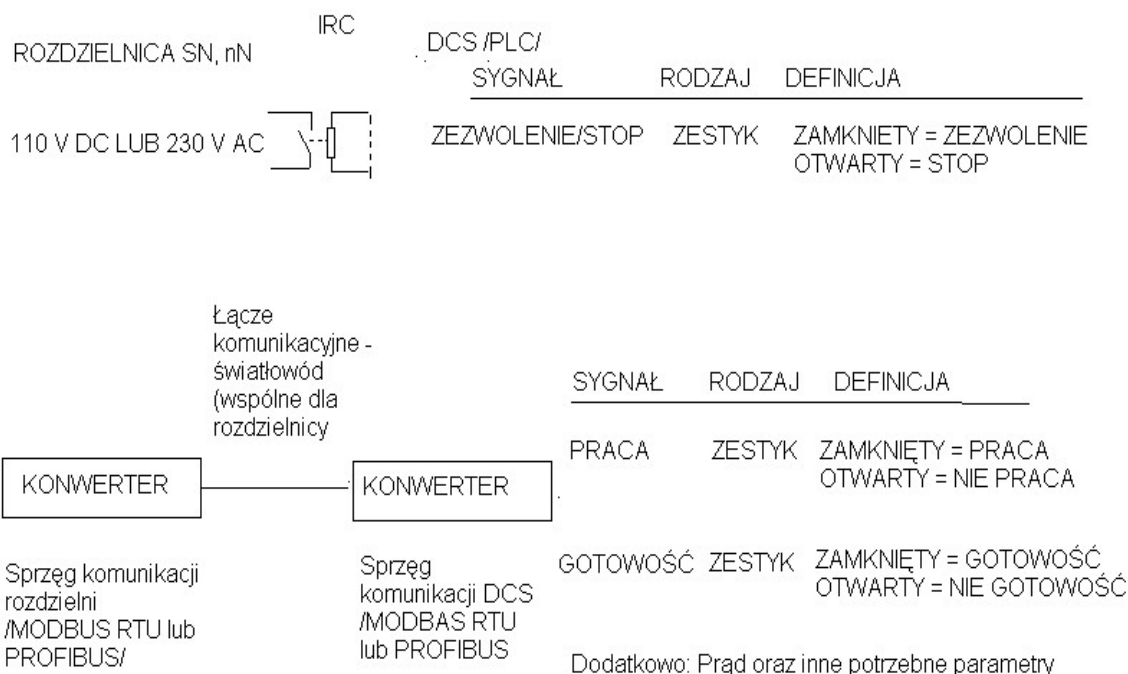 IRC
ROZDZIELNICA SN, nN
DCS /PLC/
SYGNAŁ RODZAJ DEFINICJA
110 V DC LUB 230 V AC
ZEZWOLENIE/STOP ZESTYK ZAMKNIETY = ZEZWOLENIE
OTWARTY = STOP
Łącze
komunikacyjne -
światłowód
(wspólne dla
rozdzielnicy
SYGNAŁ RODZAJ DEFINICJA
PRACA ZESTYK ZAMKNIĘTY = PRACA
OTWARTY = NIE PRACA
KONWERTER
KONWERTER
GOTOWOŚĆ ZESTYK ZAMKNIĘTY = GOTOWOŚĆ
OTWARTY = NIE GOTOWOŚĆ
Sprzęg komunikacji
rozdzielni
/MODBUS RTU lub
PROFIBUS/
Sprzęg
komunikacji DCS
/MODBAS RTU
lub PROFIBUS
Dodatkowo: Prąd oraz inne potrzebne parametry